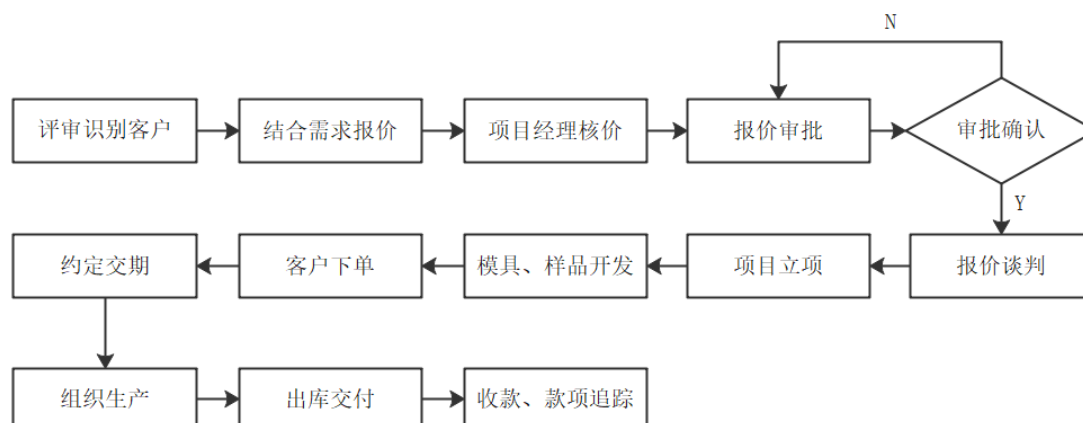 N
评审识别客户
结合需求报价
项目经理核价
报价审批
审批确认
Y
报价谈判
项目立项
模具、样品开发
客户下单
约定交期
组织生产
出库交付
收款、款项追踪